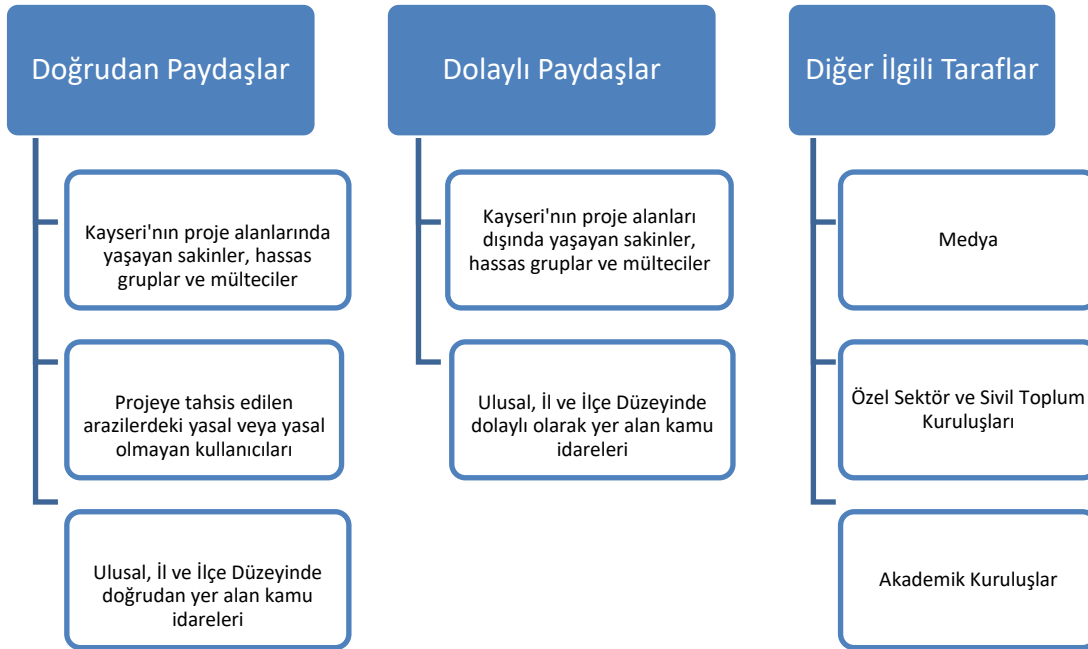 Doğrudan Paydaşlar
Kayseri'nın proje alanlarında
yaşayan sakinler, hassas
gruplar ve mülteciler
Projeye tahsis edilen
arazilerdeki yasal veya yasal
olmayan kullanıcıları
Ulusal, İl ve İlçe Düzeyinde
doğrudan yer alan kamu
idareleri
Dolaylı Paydaşlar
Kayseri'nın proje alanları
dışında yaşayan sakinler,
hassas gruplar ve mülteciler
Ulusal, İl ve İlçe Düzeyinde
dolaylı olarak yer alan kamu
idareleri
Diğer İlgili Taraflar
Medya
Özel Sektör ve Sivil Toplum
Kuruluşları
Akademik Kuruluşlar